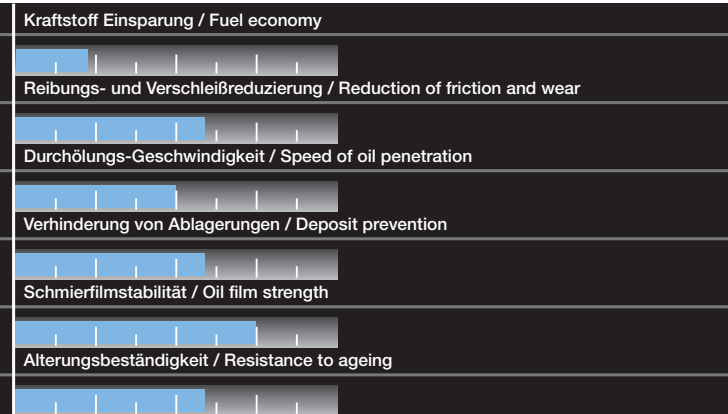 Kraftstoff Einsparung / Fuel economy
Reibungs- und Verschleißreduzierung / Reduction of friction and wear
Durchölungs-Geschwindigkeit / Speed of oil penetration
Verhinderung von Ablagerungen / Deposit prevention
Schmierfilmstabilität / Oil film strength
Alterungsbeständigkeit / Resistance to ageing